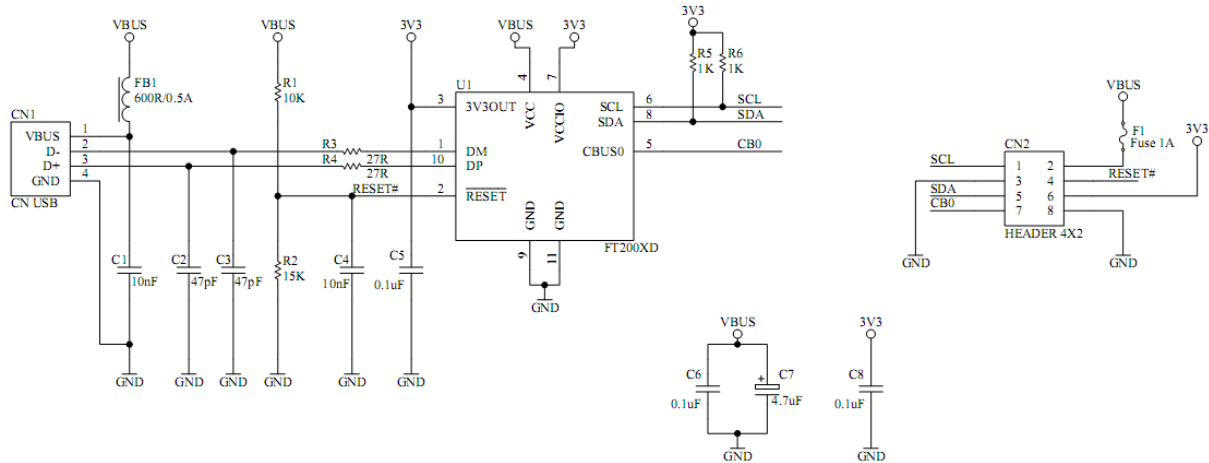 VBUS
VBUS
3V3
VBUS
3V3
3V3
FB1
600R/0.5A
R1
10K
R5
1K
R6
1K
CN1
VBUS 1
D- 2
D+ 3
GND 4
CN USB
U1
4
7
3 3V3OUT
VCC
VCCIO
SCL 6 SCL
SDA 8 SDA
CBUS0 5 CB0
R3
27R
1 DM
R4
27R
10 DP
RESET# 2 RESET
GND
GND
9
11
FT200XD
GND
C1
10nF
C2
47pF
C3
47pF
R2
15K
C4
10nF
C5
0.1uF
GND
GND
GND
GND
GND
GND
VBUS
F1
Fuse 1A
3V3
CN2
SCL 1 2
3 4 RESET#
SDA 5 6
CB0 7 8
HEADER 4X2
GND
GND
VBUS
C6
0.1uF
+ C7
4.7uF
GND
3V3
C8
0.1uF
GND